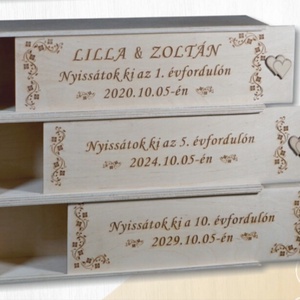 LILLA & ZOLTÁN
Nyissátok ki az 1. évfordulón
2020.10.05-én
Nyissátok ki az 5. évfordulón
2024.10.05-én
Nyissátok ki a 10. évfordulón
2029.10.05-én